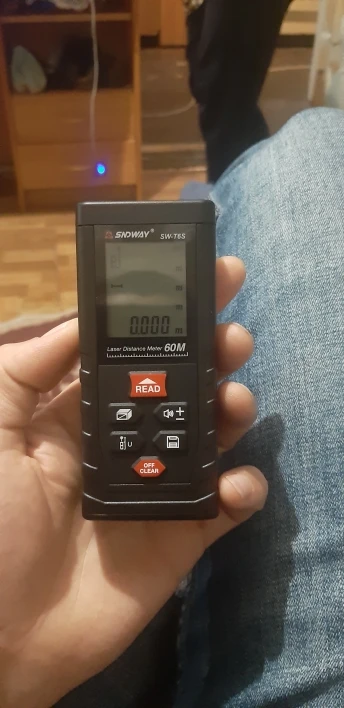 SNDWAY® SW-T6S
0.000 m
Laser Distance Meter 60M
READ
U
OFF
CLEAR